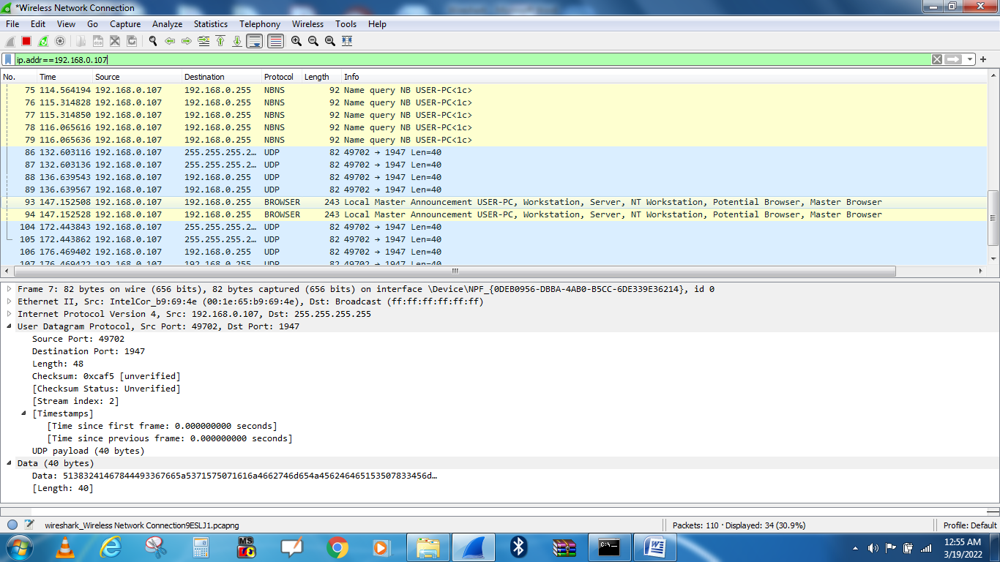 *Wireless Network Connection
File Edit View Go Capture Analyze Statistics Telephony Wireless Tools Help
ip.addr==192.168.0.107
No. Time Source Destination Protocol Length Info
75 114.564194 192.168.0.107 192.168.0.255 NBNS 92 Name query NB USER-PC<1c>
76 115.314828 192.168.0.107 192.168.0.255 NBNS 92 Name query NB USER-PC<1c>
77 115.314850 192.168.0.107 192.168.0.255 NBNS 92 Name query NB USER-PC<1c>
78 116.065616 192.168.0.107 192.168.0.255 NBNS 92 Name query NB USER-PC<1c>
79 116.065636 192.168.0.107 192.168.0.255 NBNS 92 Name query NB USER-PC<1c>
86 132.603116 192.168.0.107 255.255.255.2… UDP 82 49702 → 1947 Len=40
87 132.603136 192.168.0.107 255.255.255.2… UDP 82 49702 → 1947 Len=40
88 136.639543 192.168.0.107 192.168.0.255 UDP 82 49702 → 1947 Len=40
89 136.639567 192.168.0.107 192.168.0.255 UDP 82 49702 → 1947 Len=40
93 147.152508 192.168.0.107 192.168.0.255 BROWSER 243 Local Master Announcement USER-PC, Workstation, Server, NT Workstation, Potential Browser, Master Browser
94 147.152528 192.168.0.107 192.168.0.255 BROWSER 243 Local Master Announcement USER-PC, Workstation, Server, NT Workstation, Potential Browser, Master Browser
104 172.443843 192.168.0.107 255.255.255.2… UDP 82 49702 → 1947 Len=40
105 172.443862 192.168.0.107 255.255.255.2… UDP 82 49702 → 1947 Len=40
106 176.469402 192.168.0.107 192.168.0.255 UDP 82 49702 → 1947 Len=40
107 176.469422 192.168.0.107 192.168.0.255 UDP 82 49702 → 1947 Len=40
Frame 7: 82 bytes on wire (656 bits), 82 bytes captured (656 bits) on interface \Device\NPF_{0DEB0956-DBBA-4AB0-B5CC-6DE339E36214}, id 0
Ethernet II, Src: IntelCor_b9:69:4e (00:1e:65:b9:69:4e), Dst: Broadcast (ff:ff:ff:ff:ff:ff)
Internet Protocol Version 4, Src: 192.168.0.107, Dst: 255.255.255.255
User Datagram Protocol, Src Port: 49702, Dst Port: 1947
Source Port: 49702
Destination Port: 1947
Length: 48
Checksum: 0xcaf5 [unverified]
[Checksum Status: Unverified]
[Stream index: 2]
[Timestamps]
[Time since first frame: 0.000000000 seconds]
[Time since previous frame: 0.000000000 seconds]
UDP payload (40 bytes)
Data (40 bytes)
Data: 51383241467844493367665a5371575071616a4662746d654a456246465153507833456d…
[Length: 40]
wireshark_Wireless Network Connection9ESLJ1.pcapng Packets: 110 · Displayed: 34 (30.9%) Profile: Default
MS
C:\_
W
12:55 AM
3/19/2022